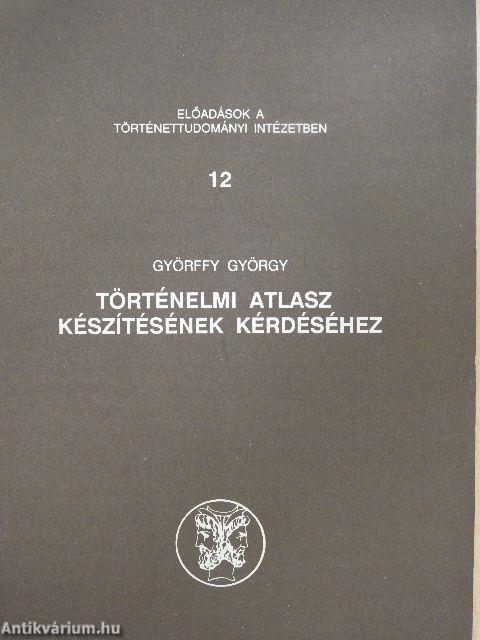 ELŐADÁSOK A
TÖRTÉNETTUDOMÁNYI INTÉZETBEN
12
GYÖRFFY GYÖRGY
TÖRTÉNELMI ATLASZ
KÉSZÍTÉSÉNEK KÉRDÉSÉHEZ
Antikvárium.hu